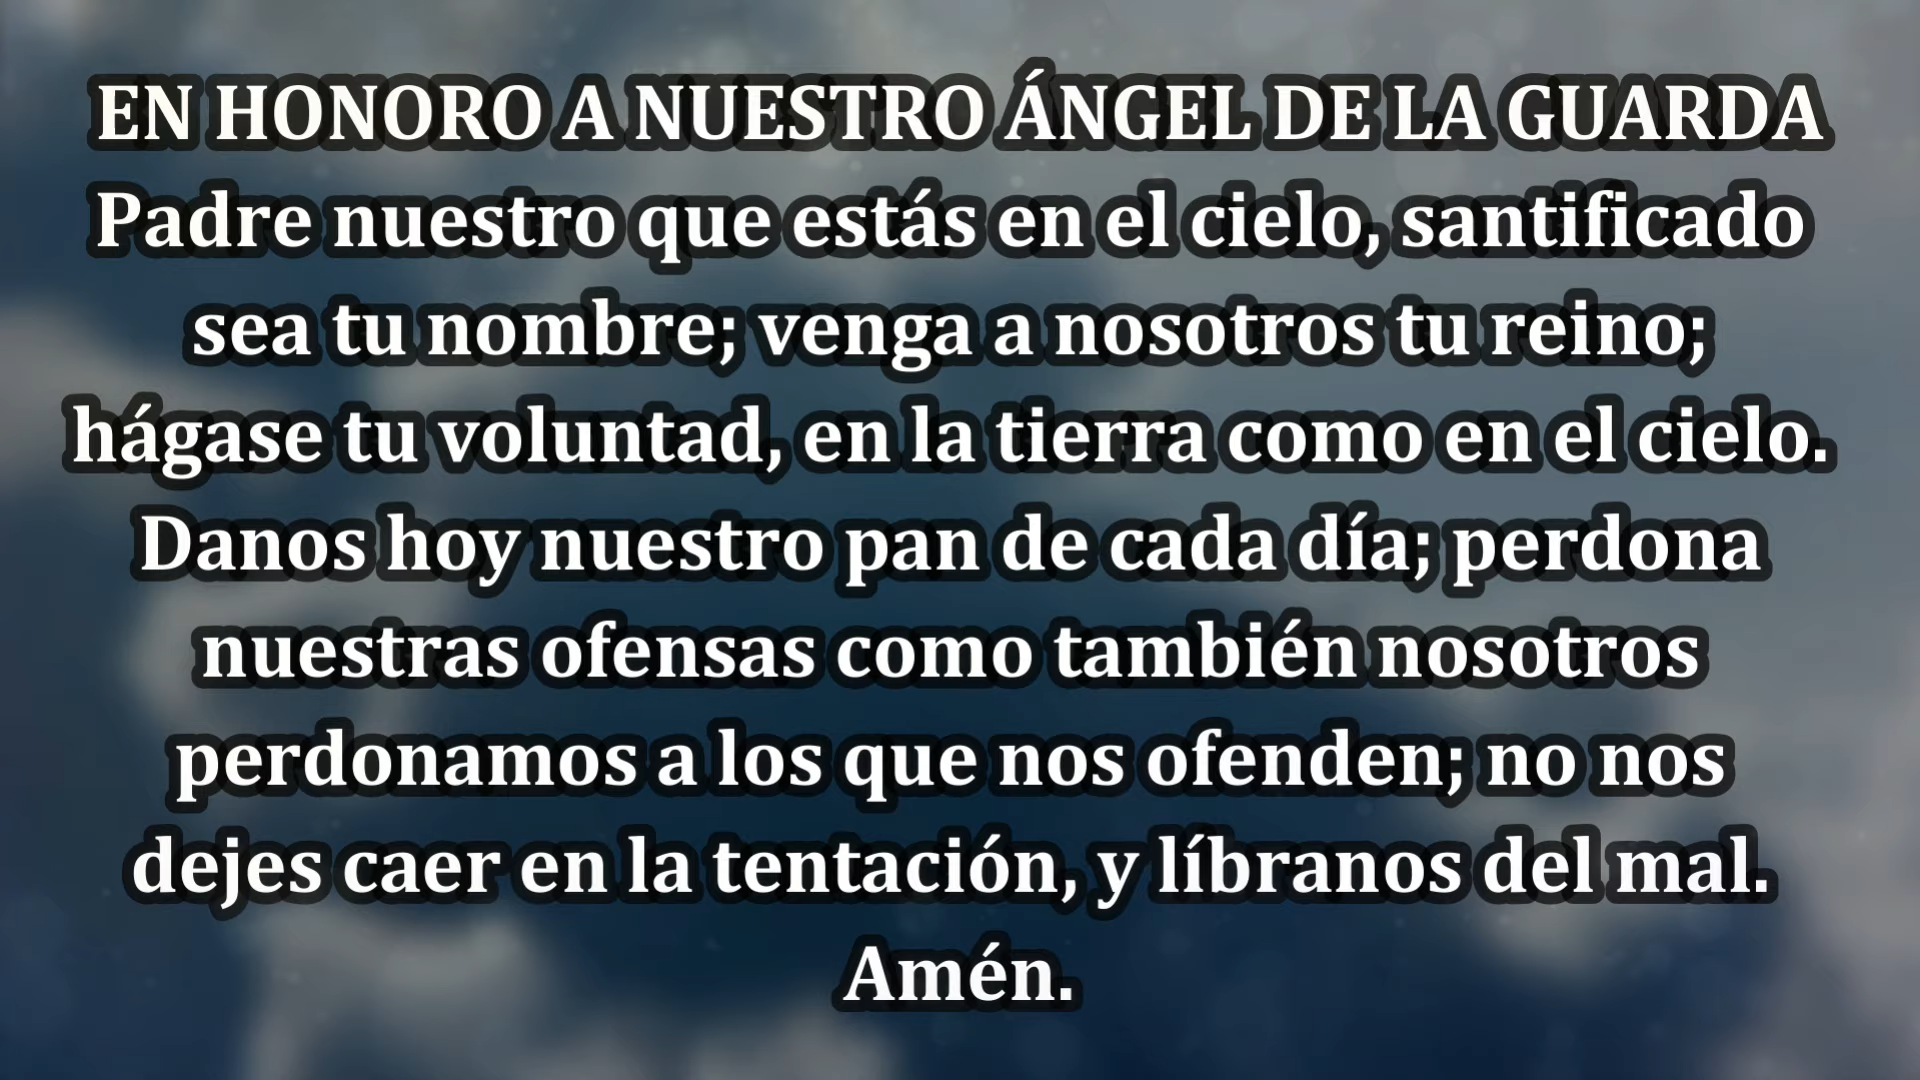 EN HONORO A NUESTRO ÁNGEL DE LA GUARDA
Padre nuestro que estás en el cielo, santificado
sea tu nombre; venga a nosotros tu reino;
hágase tu voluntad, en la tierra como en el cielo.
Danos hoy nuestro pan de cada día; perdona
nuestras ofensas como también nosotros
perdonamos a los que nos ofenden; no nos
dejes caer en la tentación, y líbranos del mal.
Amén.